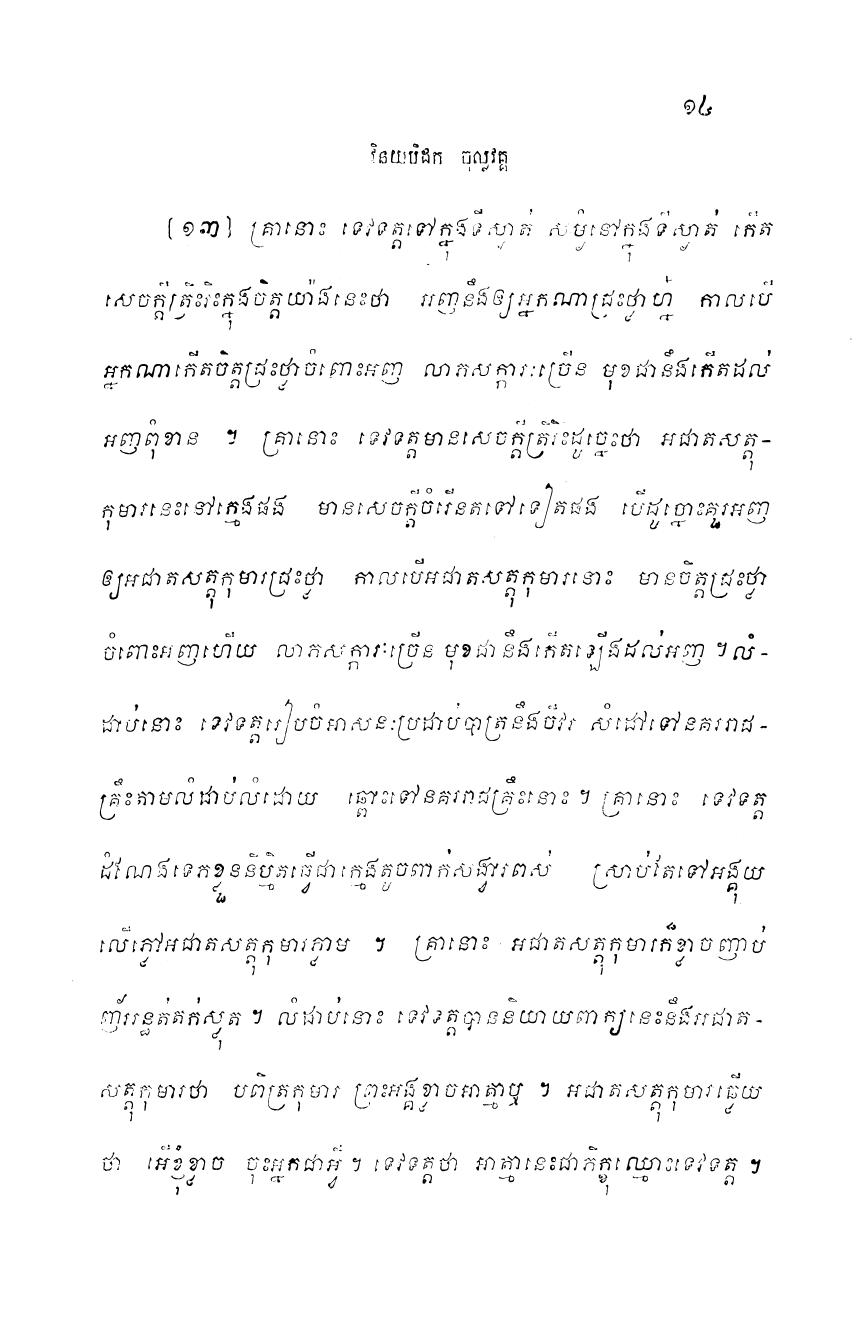 ១៤
វិនយបិដក ចុល្លវគ្គ
[១៣] គ្រានោះ ទេវទត្តទៅក្នុងទីស្ងាត់ សម្ងំនៅក្នុងទីស្ងាត់ កើត
សេចក្តីត្រិះរិះក្នុងចិត្តយ៉ាងនេះថា អញនឹងឲ្យអ្នកណាជ្រះថ្លាហ្ន៎ កាលបើ
អ្នកណាកើតចិត្តជ្រះថ្លាចំពោះអញ លាភសក្ការៈច្រើន មុខជានឹងកើតដល់
អញពុំខាន ។ គ្រានោះ ទេវទត្តមានសេចក្តីត្រិះរិះដូច្នេះថា អជាតសត្តុ-
កុមារនេះនៅក្មេងផង មានសេចក្តីចំរើនតទៅទៀតផង បើដូច្នោះគួរអញ
ឲ្យអជាតសត្តុកុមារជ្រះថ្លា កាលបើអជាតសត្តុកុមារនោះ មានចិត្តជ្រះថ្លា
ចំពោះអញហើយ លាភសក្ការៈច្រើន មុខជានឹងកើតឡើងដល់អញ ។ លំ-
ដាប់នោះ ទេវទត្តរៀបចំអាសនៈប្រដាប់បាត្រនឹងចីវរ សំដៅទៅនគររាជ-
គ្រឹះតាមលំដាប់លំដោយ ឆ្ពោះទៅនគររាជគ្រឹះនោះ ។ គ្រានោះ ទេវទត្ត
ដំណែងទេកខ្លួននិម្មិតធ្វើជាក្មេងតូចពាក់សង្វារពស់ ស្រាប់តែទៅអង្គុយ
លើភ្លៅអជាតសត្តុកុមារភ្លាម ។ គ្រានោះ អជាតសត្តុកុមារក៏ខ្លាចញាប់
ញ័ររន្ធត់តក់ស្លុត ។ លំដាប់នោះ ទេវទត្តបាននិយាយពាក្យនេះនឹងអជាត-
សត្តុកុមារថា បពិត្រកុមារ ព្រះអង្គខ្លាចអាត្មាឬ ។ អជាតសត្តុកុមារឆ្លើយ
ថា អើខ្ញុំខ្លាច ចុះអ្នកជាអ្វី ។ ទេវទត្តថា អាត្មានេះជាភិក្ខុឈ្មោះទេវទត្ត ។